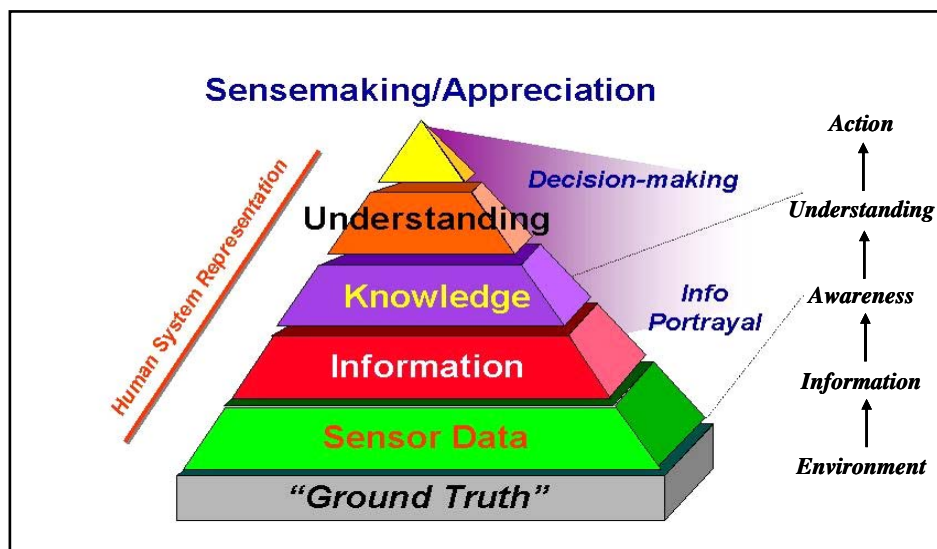 Sensemaking/Appreciation
Human System Representation
Understanding
Knowledge
Information
Sensor Data
“Ground Truth”
Decision-making
Info
Portrayal
Action
Understanding
Awareness
Information
Environment